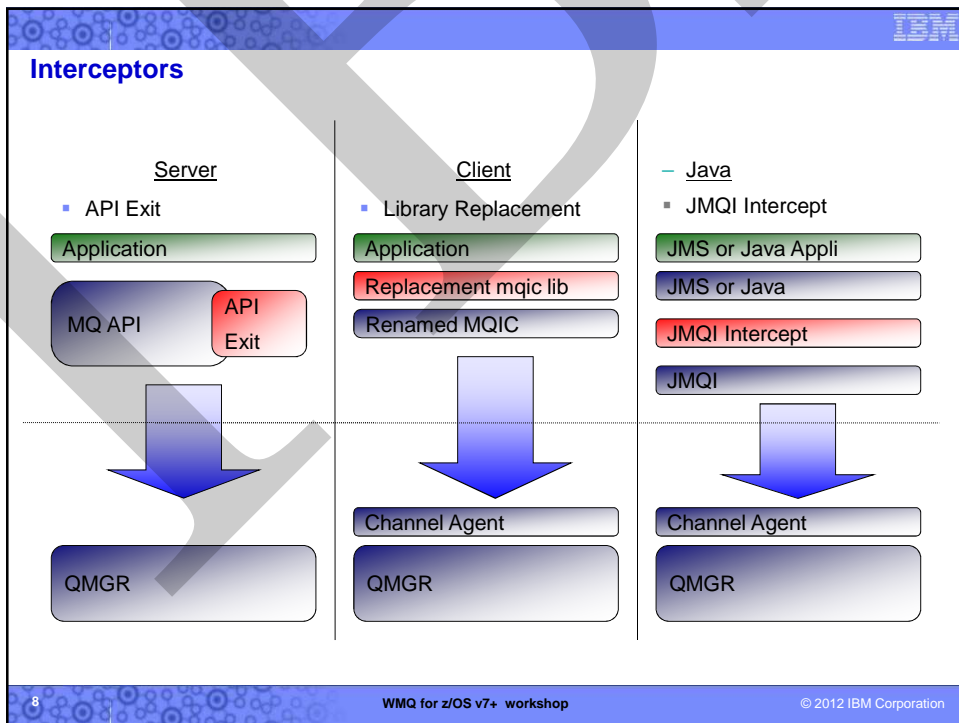 IBM
Interceptors
Server
▪ API Exit
Application
MQ API
API
Exit
QMGR
Client
▪ Library Replacement
Application
Replacement mqic lib
Renamed MQIC
Channel Agent
QMGR
– Java
▪ JMQI Intercept
JMS or Java Appli
JMS or Java
JMQI Intercept
JMQI
Channel Agent
QMGR
8
WMQ for z/OS v7+ workshop
© 2012 IBM Corporation